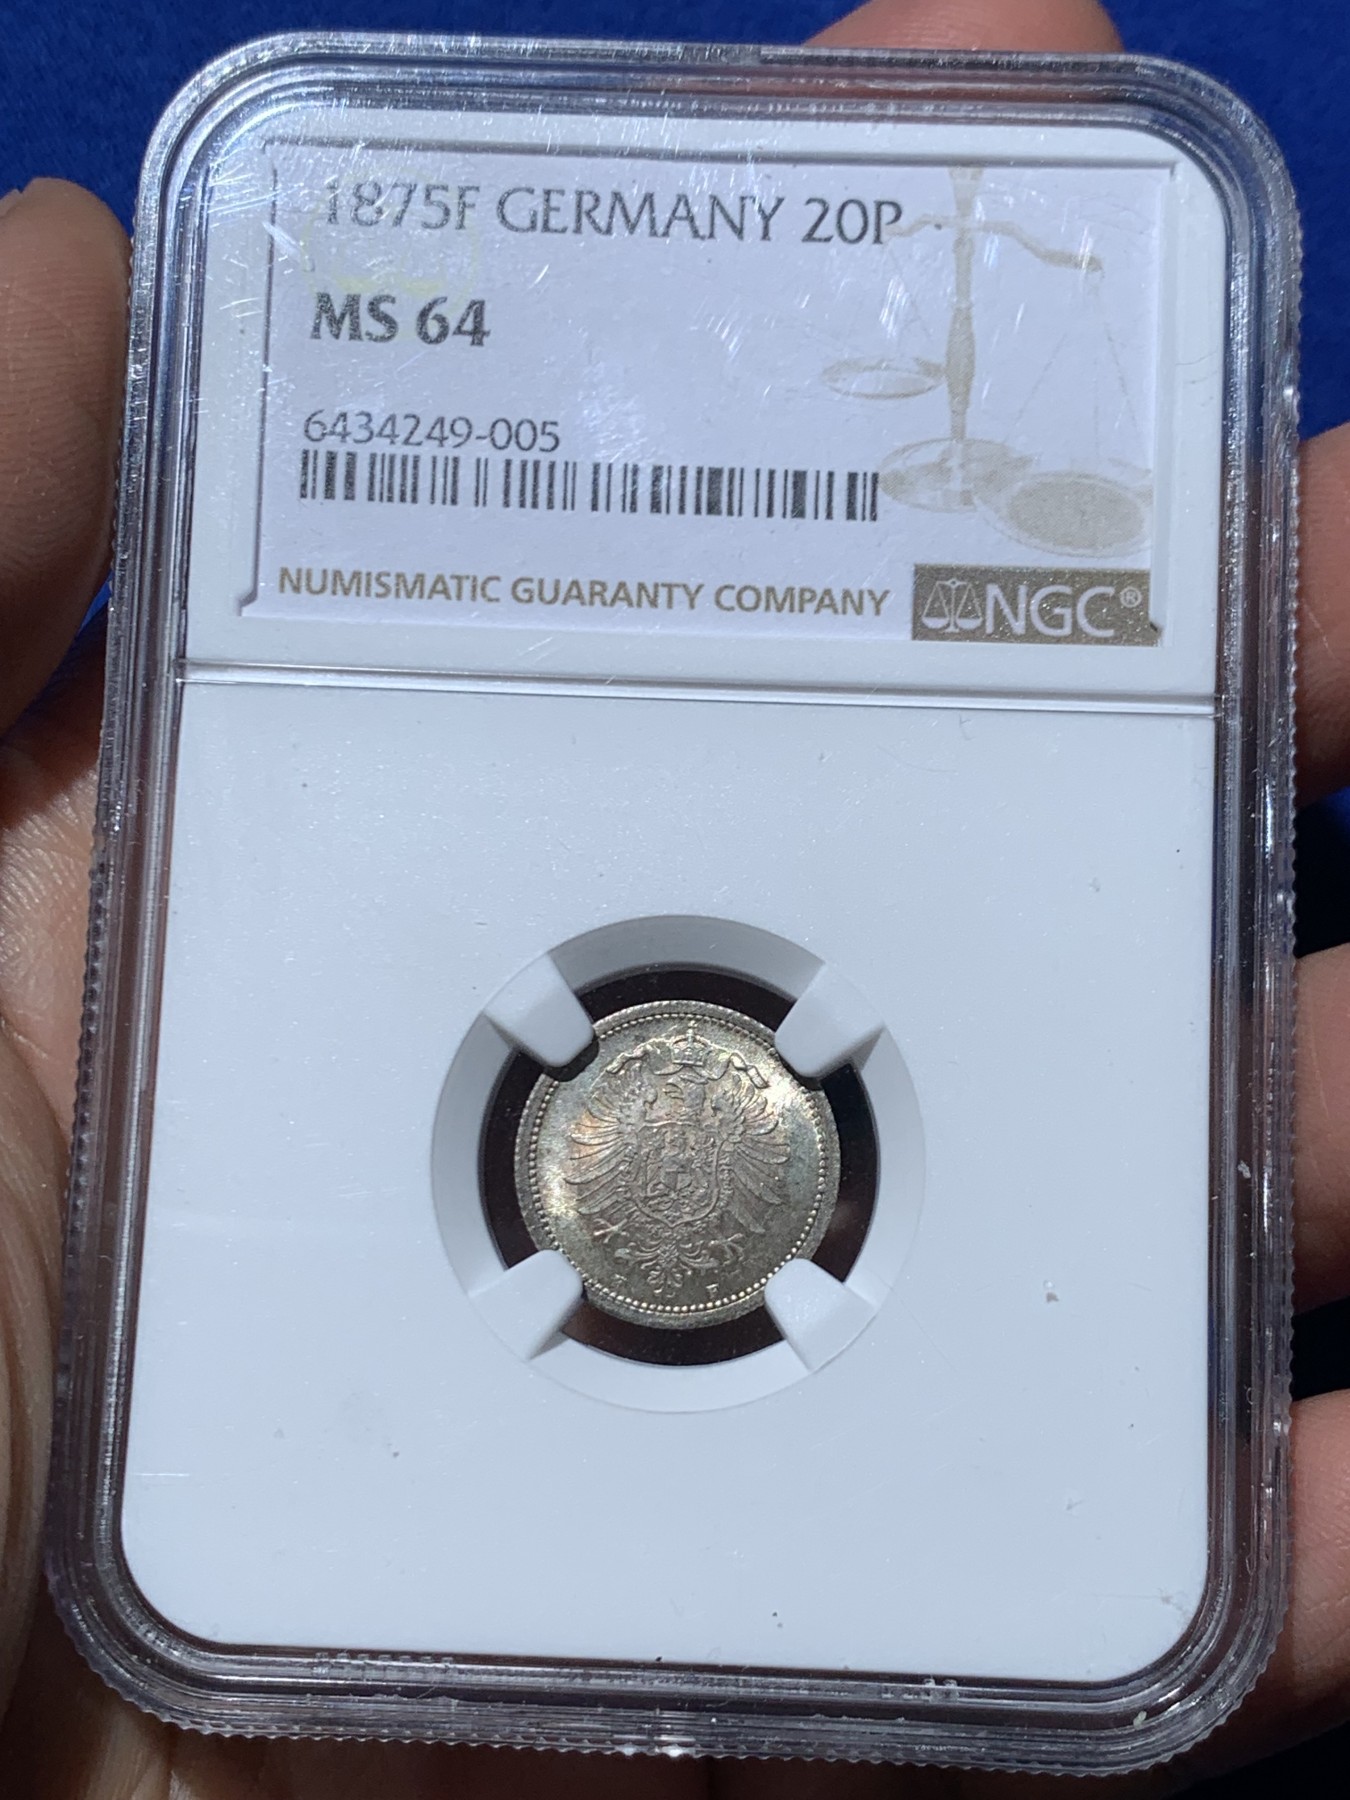 1875F GERMANY 20P
MS 64
6434249-005
NUMISMATIC GUARANTY COMPANY
NGC®
F F